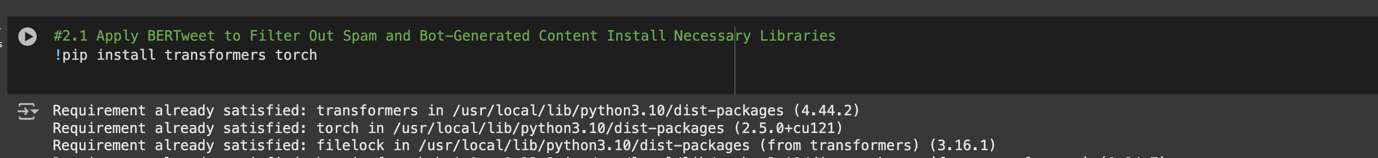 #2.1 Apply BERTweet to Filter Out Spam and Bot-Generated Content Install Necessary Libraries
!pip install transformers torch
Requirement already satisfied: transformers in /usr/local/lib/python3.10/dist-packages (4.44.2)
Requirement already satisfied: torch in /usr/local/lib/python3.10/dist-packages (2.5.0+cu121)
Requirement already satisfied: filelock in /usr/local/lib/python3.10/dist-packages (from transformers) (3.16.1)